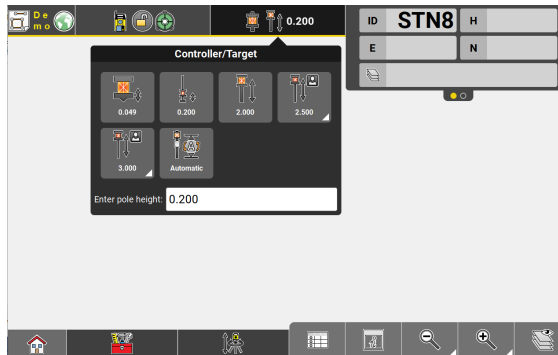 De
mo
0.200
ID STN8 H
E N
Controller/Target
0.049 0.200 2.000 2.500
3.000 Automatic
Enter pole height: 0.200